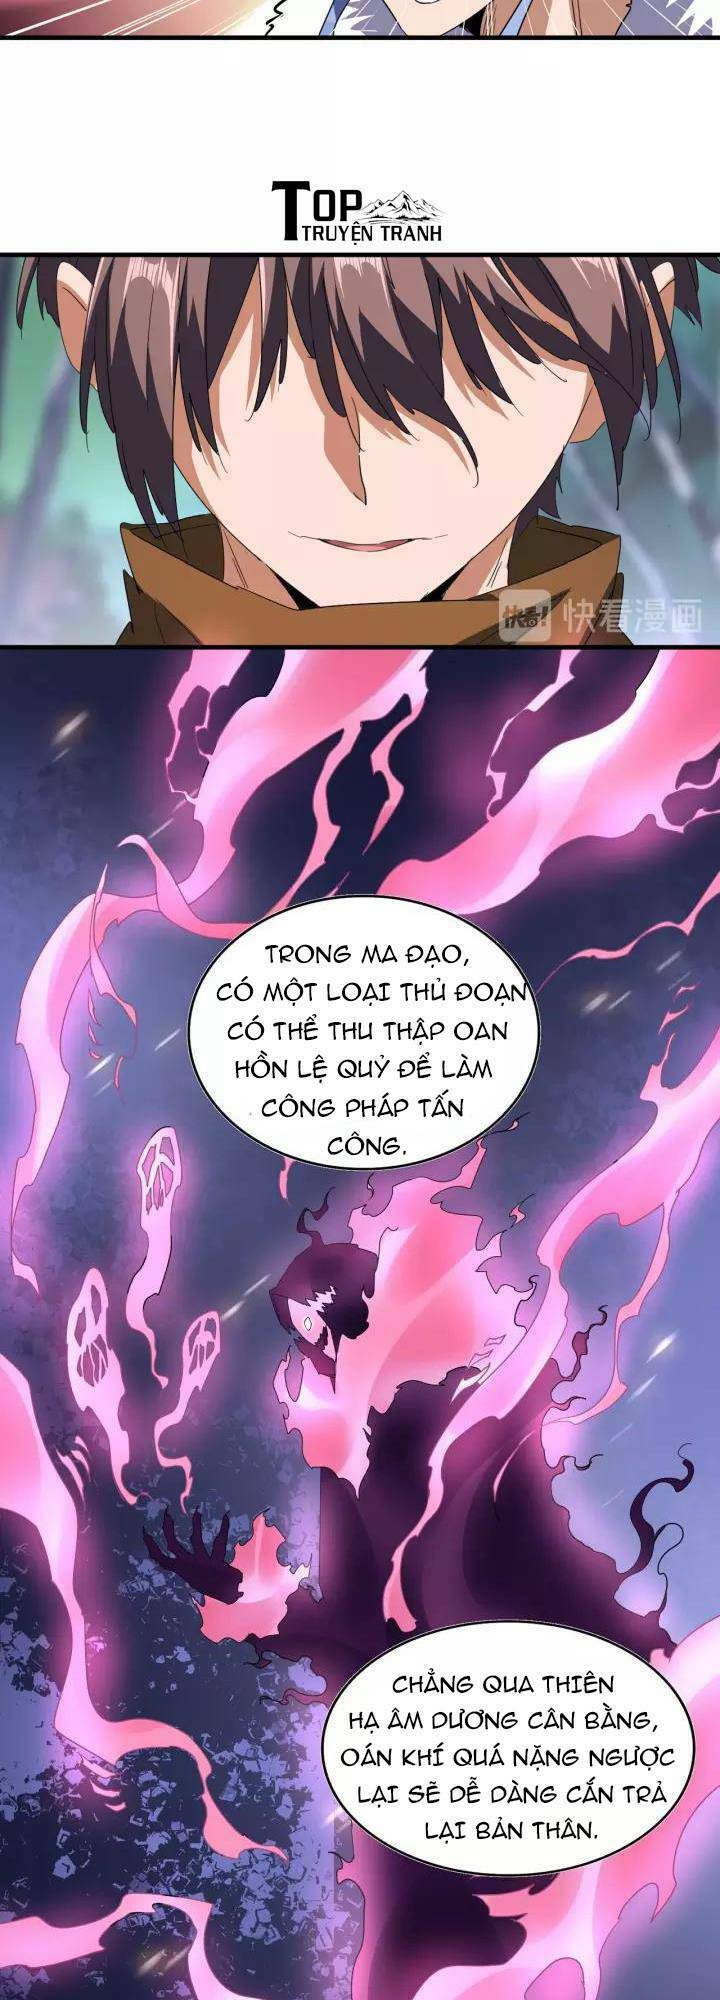 TOP
TRUYỆN TRANH
快看! 快看漫画
TRONG MA ĐẠO,
CÓ MỘT LOẠI THỦ ĐOẠN
CÓ THỂ THU THẬP OAN
HỒN LỆ QUỶ ĐỂ LÀM
CÔNG PHÁP TẤN
CÔNG.
CHẲNG QUA THIÊN
HẠ ÂM DƯƠNG CÂN BẰNG,
OÁN KHÍ QUÁ NẶNG NGƯỢC
LẠI SẼ DỄ DÀNG CẮN TRẢ
LẠI BẢN THÂN.